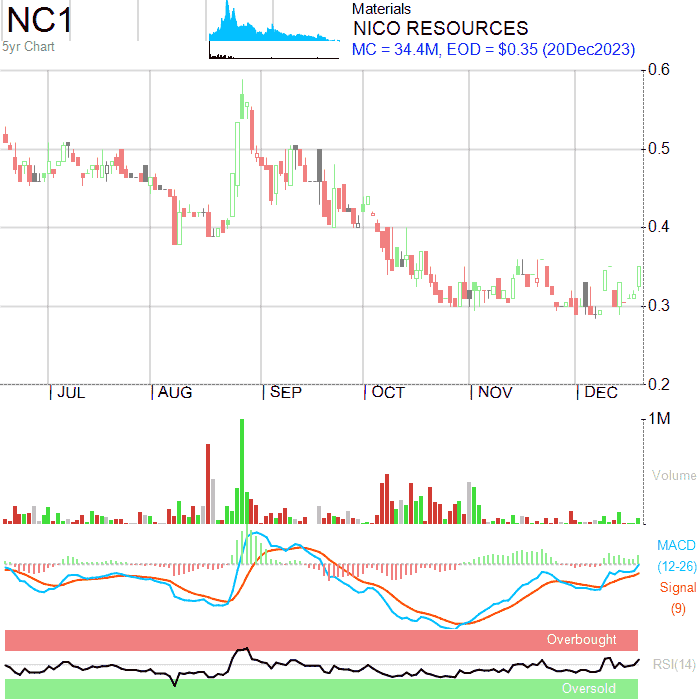 NC1
5yr Chart
Materials
NICO RESOURCES
MC = 34.4M, EOD = $0.35 (20Dec2023)
0.6
0.5
0.4
0.3
0.2
JUL AUG SEP OCT NOV DEC
1M
Volume
MACD
(12-26)
Signal
(9)
Overbought
RSI(14)
Oversold